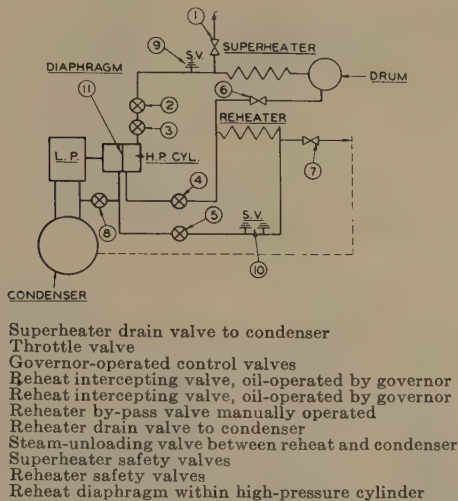 1
9
S.V.
SUPERHEATER
DIAPHRAGM
DRUM
11
2
6
3
REHEATER
L.P.
H.P. CYL.
4
7
8
5
S.V.
10
CONDENSER
Superheater drain valve to condenser
Throttle valve
Governor-operated control valves
Reheat intercepting valve, oil-operated by governor
Reheat intercepting valve, oil-operated by governor
Reheater by-pass valve manually operated
Reheater drain valve to condenser
Steam-unloading valve between reheat and condenser
Superheater safety valves
Reheater safety valves
Reheat diaphragm within high-pressure cylinder